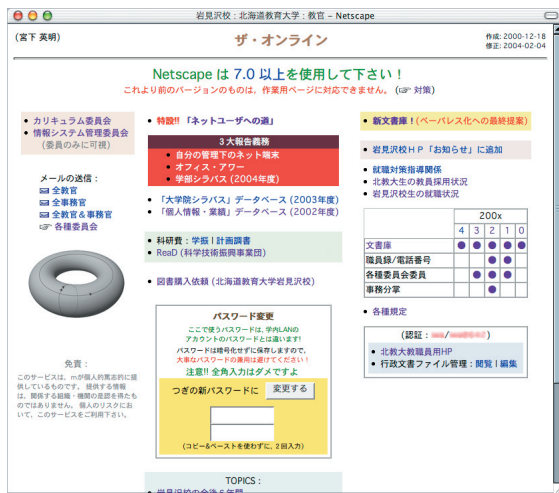 岩見沢校 : 北海道教育大学 : 教官 – Netscape
(宮下 英明)
ザ・オンライン
作成: 2000-12-18
修正: 2004-02-04
Netscape は 7.0 以上を使用して下さい！
これより前のバージョンのものは、作業用ページに対応できません。(☞ 対策)
• カリキュラム委員会
• 情報システム管理委員会
(委員のみに可視)
メールの送信 :
全教官
全事務官
全教官＆事務官
☞ 各種委員会
免責 :
このサービスは、mが個人的篤志的に提
供しているものです。 提供する情報
は、関係する組織・機関の是認を得たも
のではありません。 個人のリスクにお
いて、このサービスをご利用下さい。
• 特設!! 「ネットユーザへの道」
３大報告義務
• 自分の管理下のネット端末
• オフィス・アワー
• 学部シラバス (2004年度)
• 「大学院シラバス」データベース (2003年度)
• 「個人情報・業績」データベース (2002年度)
• 科研費 : 学振 | 計画調書
• ReaD (科学技術振興事業団)
• 図書購入依頼 (北海道教育大学岩見沢校)
パスワード変更
ここで使うパスワードは, 学内LANの
アカウントのパスワードとは違います!
パスワードは暗号化せずに保存しますので,
大事なパスワードの兼用は避けてください！
注意!! 全角入力はダメですよ
つぎの新パスワードに 変更する
(コピー&ペーストを使わずに, 2回入力)
TOPICS :
• 岩見沢校の今後６年間
• 新文書庫！(ペーパレス化への最終提案)
• 岩見沢校ＨＰ「お知らせ」に追加
• 就職対策指導関係
• 北教大生の教員採用状況
• 岩見沢校生の就職状況
200x
4 3 2 1 0
文書庫 ● ● ● ● ●
職員録/電話番号 ● ●
各種委員会委員 ● ● ●
事務分掌 ●
• 各種規定
(認証 : /)
• 北教大教職員用HP
• 行政文書ファイル管理 : 閲覧 | 編集